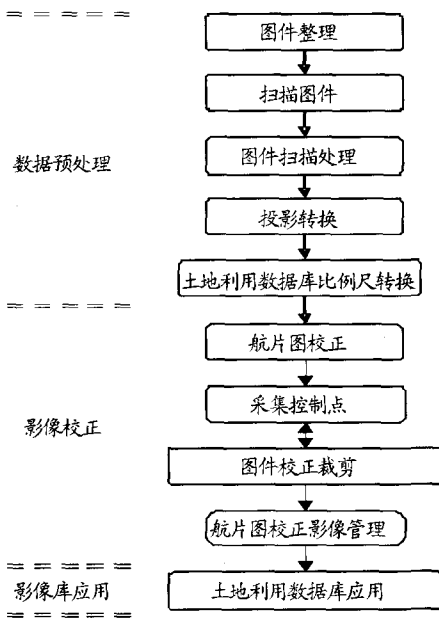 图件整理
扫描图件
数据预处理
图件扫描处理
投影转换
土地利用数据库比例尺转换
航片图校正
采集控制点
影像校正
图件校正裁剪
航片图校正影像管理
影像库应用
土地利用数据库应用